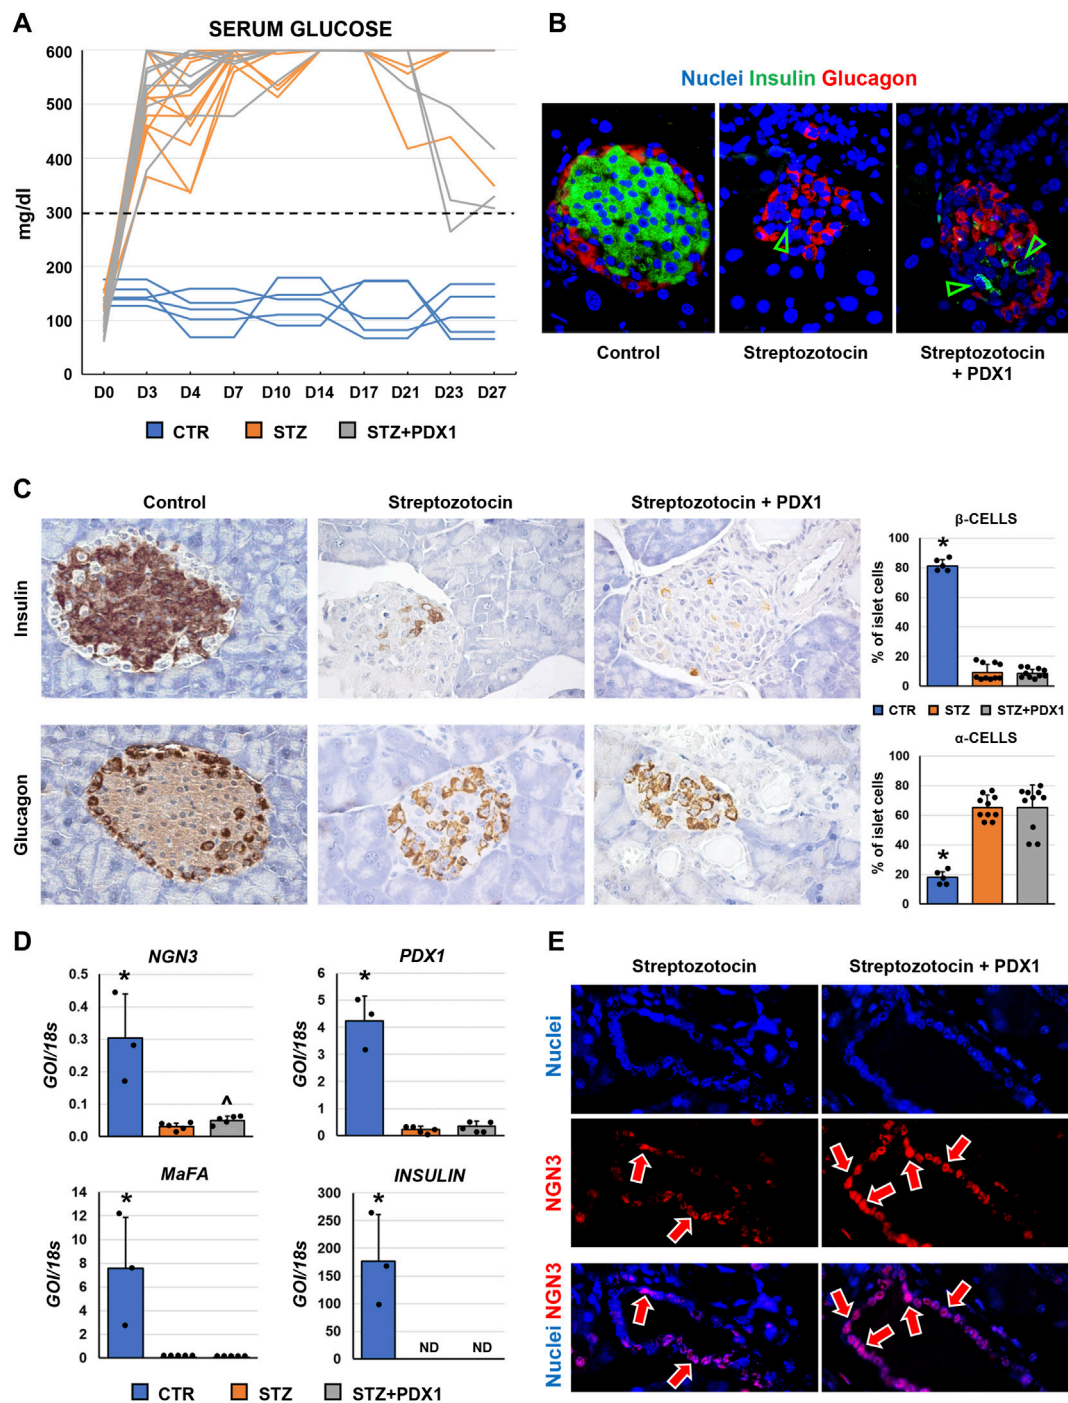 A
SERUM GLUCOSE
mg/dl
600
500
400
300
200
100
0
D0 D3 D4 D7 D10 D14 D17 D21 D23 D27
CTR STZ STZ+PDX1
B
Nuclei Insulin Glucagon
Control
Streptozotocin
Streptozotocin
+ PDX1
C
Control
Streptozotocin
Streptozotocin + PDX1
Insulin
Glucagon
β-CELLS
% of islet cells
100
80
60
40
20
0
*
CTR STZ STZ+PDX1
α-CELLS
% of islet cells
100
80
60
40
20
0
*
D
NGN3
GOI/18s
0.5
0.4
0.3
0.2
0.1
0.0
*
^
PDX1
GOI/18s
6
5
4
3
2
1
0
*
MaFA
GOI/18s
14
12
10
8
6
4
2
0
*
INSULIN
GOI/18s
300
250
200
150
100
50
0
*
ND ND
CTR STZ STZ+PDX1
E
Streptozotocin
Streptozotocin + PDX1
Nuclei
NGN3
Nuclei NGN3